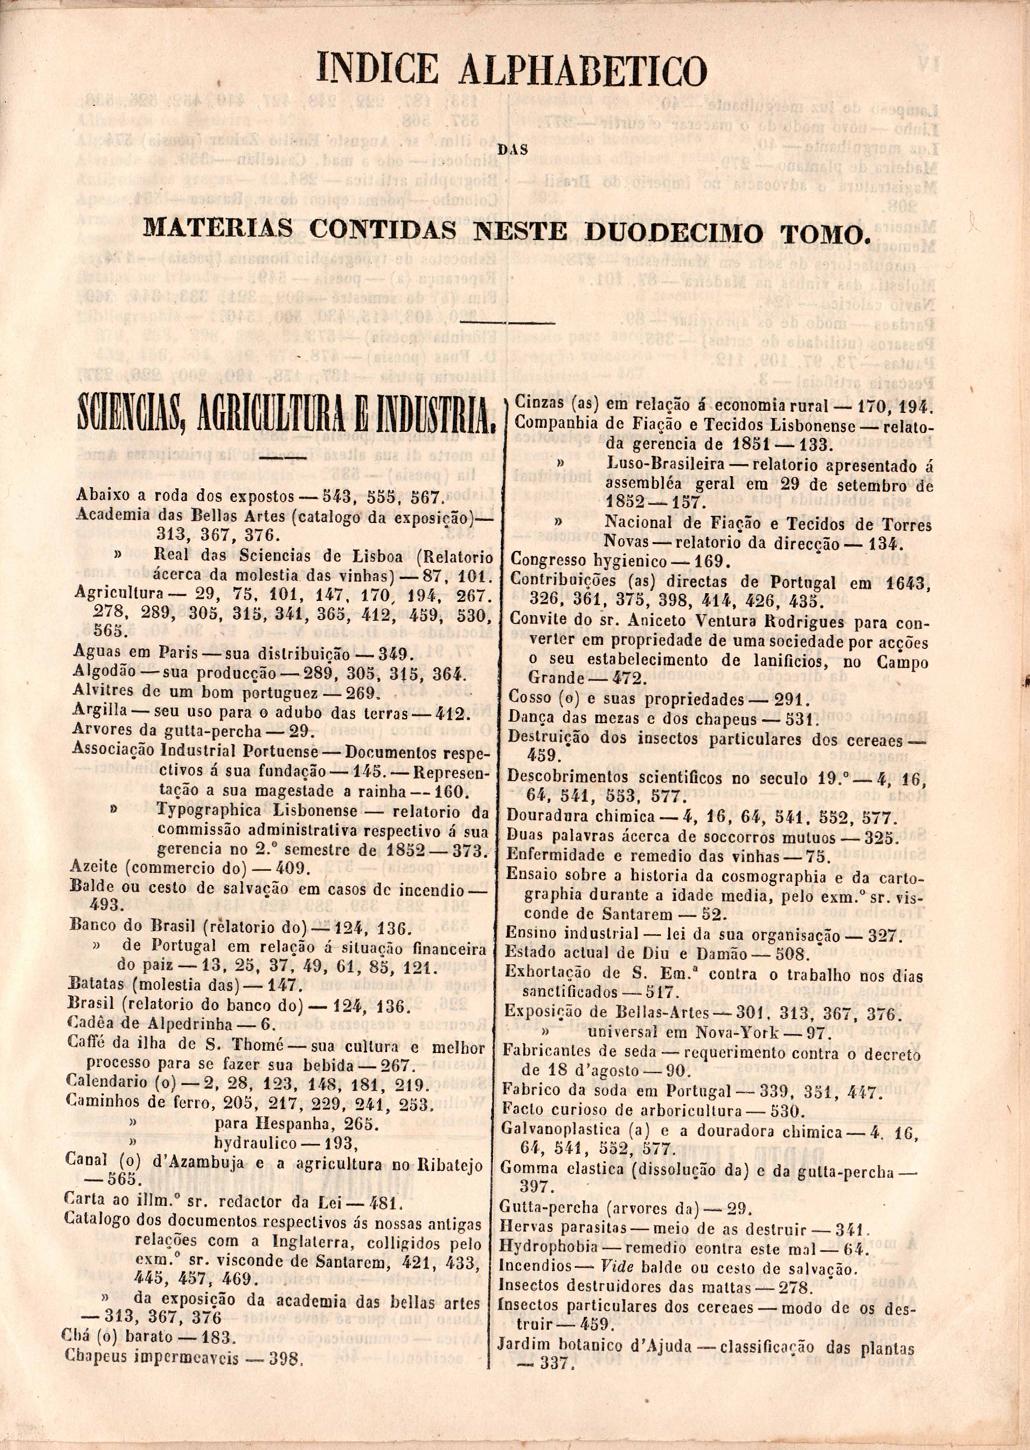 INDICE ALPHABETICO
DAS
MATERIAS CONTIDAS NESTE DUODECIMO TOMO.
SCIENCIAS, AGRICULTURA E INDUSTRIA.
Abaixo a roda dos expostos — 543, 555, 567.
Academia das Bellas Artes (catalogo da exposição) —
313, 367, 376.
» Real das Sciencias de Lisboa (Relatorio
ácerca da molestia das vinhas) — 87, 101.
Agricultura — 29, 75, 101, 147, 170, 194, 267.
278, 289, 305, 315, 341, 365, 412, 459, 530,
565.
Aguas em Paris — sua distribuição — 349.
Algodão — sua producção — 289, 305, 315, 364.
Alvitres de um bom portuguez — 269.
Argilla — seu uso para o adubo das terras — 412.
Arvores da gutta-percha — 29.
Associação Industrial Portuense — Documentos respe-
ctivos á sua fundação — 145. — Represen-
tação a sua magestade a rainha — 160.
» Typographica Lisbonense — relatorio da
commissão administrativa respectivo á sua
gerencia no 2.º semestre de 1852 — 373.
Azeite (commercio do) — 409.
Balde ou cesto de salvação em casos de incendio —
493.
Banco do Brasil (relatorio do) — 124, 136.
» de Portugal em relação á situação financeira
do paiz — 13, 25, 37, 49, 61, 85, 121.
Batatas (molestia das) — 147.
Brasil (relatorio do banco do) — 124, 136.
Cadêa de Alpedrinha — 6.
Caffé da ilha de S. Thomé — sua cultura e melhor
processo para se fazer sua bebida — 267.
Calendario (o) — 2, 28, 123, 148, 181, 219.
Caminhos de ferro, 205, 217, 229, 241, 253.
» para Hespanha, 265.
» hydraulico — 193,
Canal (o) d'Azambuja e a agricultura no Ribatejo
— 565.
Carta ao illm.º sr. redactor da Lei — 481.
Catalogo dos documentos respectivos ás nossas antigas
relações com a Inglaterra, colligidos pelo
exm.º sr. visconde de Santarem, 421, 433,
445, 457, 469.
» da exposição da academia das bellas artes
— 313, 367, 376
Chá (o) barato — 183.
Chapeus impermeaveis — 398.
Cinzas (as) em relação á economia rural — 170, 194.
Companhia de Fiação e Tecidos Lisbonense — relato-
da gerencia de 1851 — 133.
» Luso-Brasileira — relatorio apresentado á
assembléa geral em 29 de setembro de
1852 — 157.
» Nacional de Fiação e Tecidos de Torres
Novas — relatorio da direcção — 134.
Congresso hygienico — 169.
Contribuições (as) directas de Portugal em 1643,
326, 361, 375, 398, 414, 426, 435.
Convite do sr. Aniceto Ventura Rodrigues para con-
verter em propriedade de uma sociedade por acções
o seu estabelecimento de lanificios, no Campo
Grande — 472.
Cosso (o) e suas propriedades — 291.
Dança das mezas e dos chapeus — 531.
Destruição dos insectos particulares dos cereaes —
459.
Descobrimentos scientificos no seculo 19.º — 4, 16,
64, 541, 553, 577.
Douradura chimica — 4, 16, 64, 541, 552, 577.
Duas palavras ácerca de soccorros mutuos — 325.
Enfermidade e remedio das vinhas — 75.
Ensaio sobre a historia da cosmographia e da carto-
graphia durante a idade media, pelo exm.º sr. vis-
conde de Santarem — 52.
Ensino industrial — lei da sua organisação — 327.
Estado actual de Diu e Damão — 508.
Exhortação de S. Em.ª contra o trabalho nos dias
sanctificados — 517.
Exposição de Bellas-Artes — 301, 313, 367, 376.
» universal em Nova-York — 97.
Fabricantes de seda — requerimento contra o decreto
de 18 d'agosto — 90.
Fabrico da soda em Portugal — 339, 351, 447.
Facto curioso de arboricultura — 530.
Galvanoplastica (a) e a douradora chimica — 4, 16,
64, 541, 552, 577.
Gomma elastica (dissolução da) e da gutta-percha —
397.
Gutta-percha (arvores da) — 29.
Hervas parasitas — meio de as destruir — 341.
Hydrophobia — remedio contra este mal — 64.
Incendios — Vide balde ou cesto de salvação.
Insectos destruidores das mattas — 278.
Insectos particulares dos cereaes — modo de os des-
truir — 459.
Jardim botanico d'Ajuda — classificação das plantas
— 337.